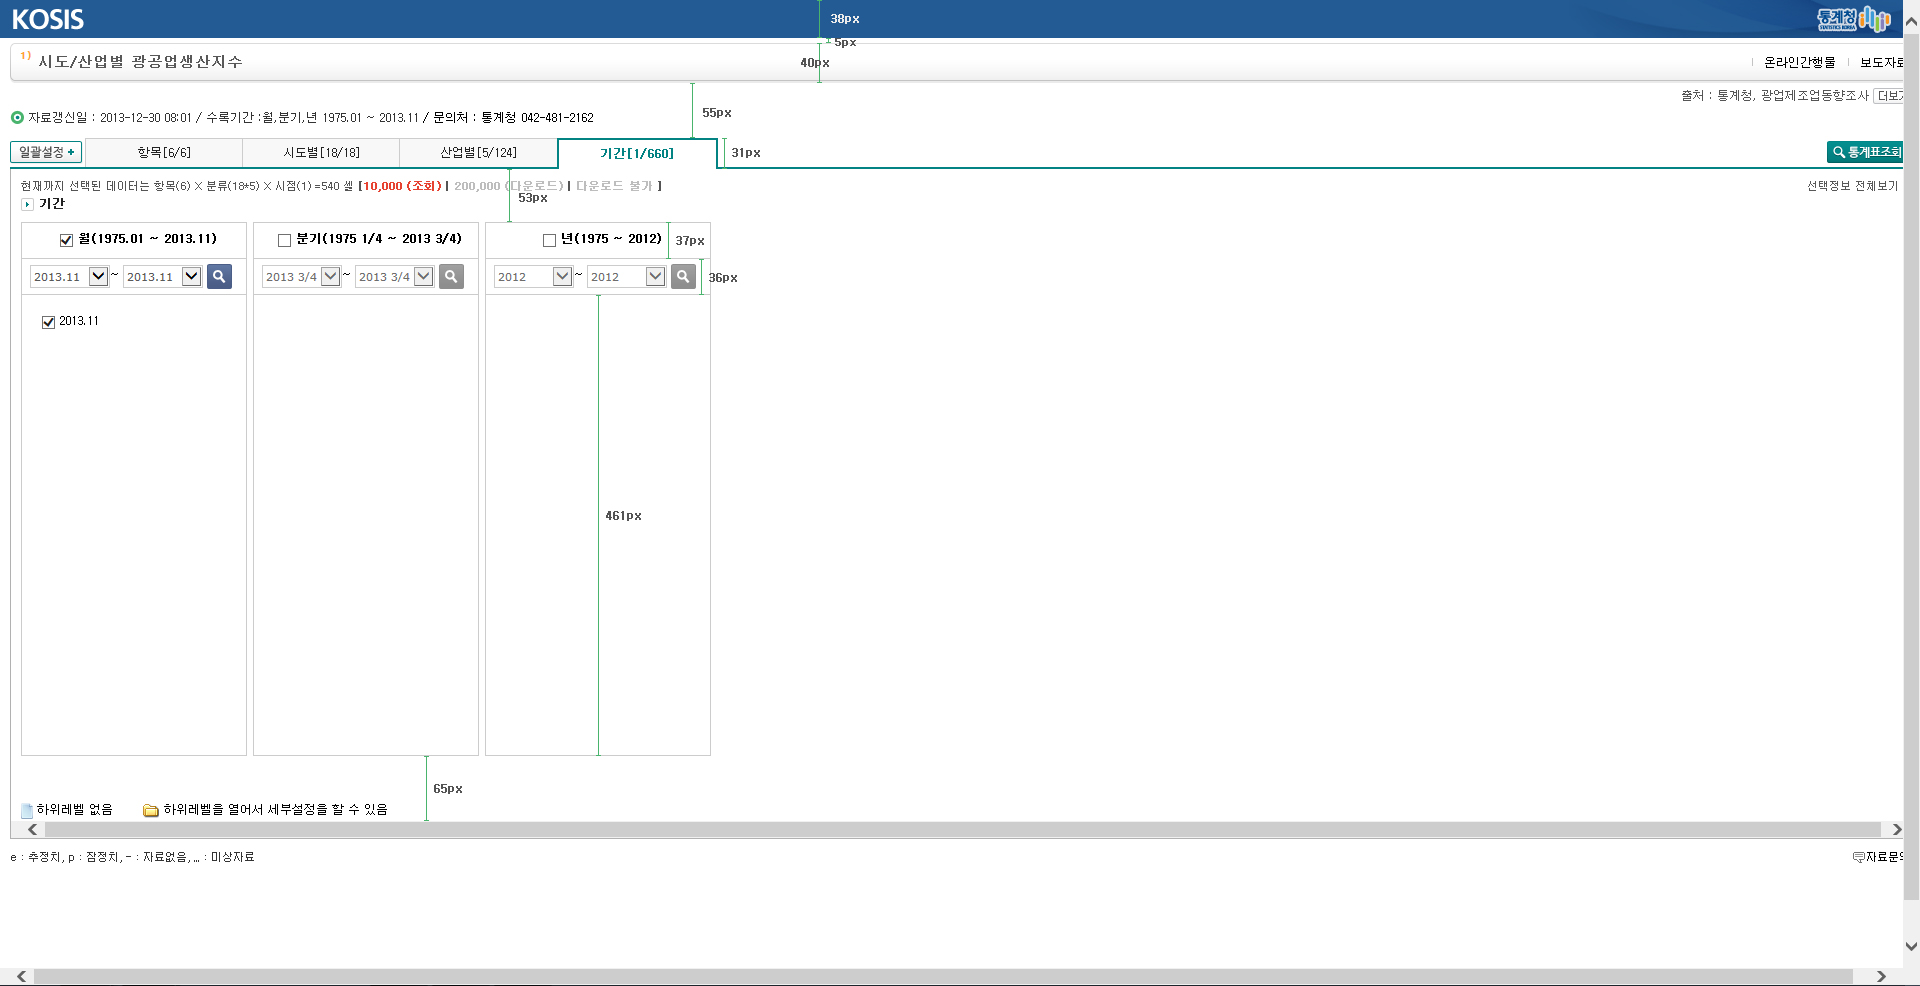 KOSIS
38px
통계청
STATISTICS KOREA
5px
1) 시도/산업별 광공업생산지수
40px
온라인간행물
보도자료
출처 : 통계청, 광업제조업동향조사 더보기
55px
자료갱신일 : 2013-12-30 08:01 / 수록기간 :월,분기,년 1975.01 ~ 2013.11 / 문의처 : 통계청 042-481-2162
일괄설정 + 항목[6/6] 시도별[18/18] 산업별[5/124] 기간[1/660] 31px 통계표조회
현재까지 선택된 데이터는 항목(6) X 분류(18*5) X 시점(1) =540 셀 [10,000 (조회) | 200,000 (다운로드) | 다운로드 불가 ]
선택정보 전체보기
53px
기간
월(1975.01 ~ 2013.11) 분기(1975 1/4 ~ 2013 3/4) 년(1975 ~ 2012) 37px
2013.11 ~ 2013.11 2013 3/4 ~ 2013 3/4 2012 ~ 2012 36px
2013.11
461px
65px
하위레벨 없음 하위레벨을 열어서 세부설정을 할 수 있음
e : 추정치, p : 잠정치, - : 자료없음, ... : 미상자료
자료문의